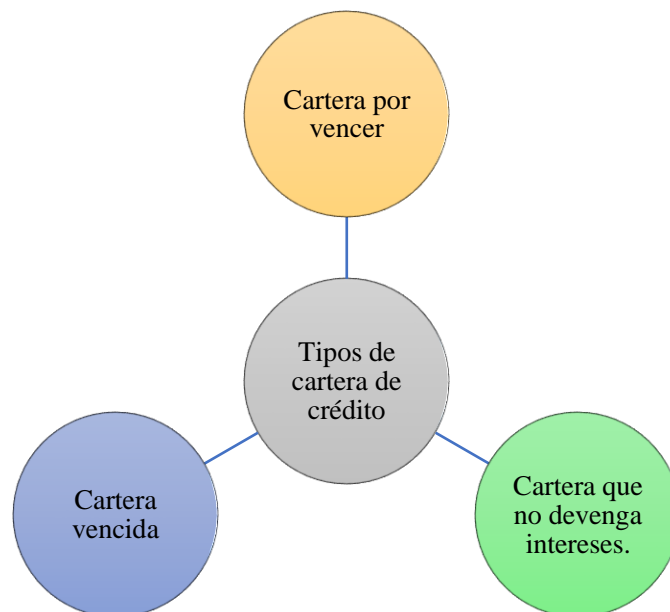 Cartera por
vencer
Tipos de
cartera de
crédito
Cartera
vencida
Cartera que
no devenga
intereses.